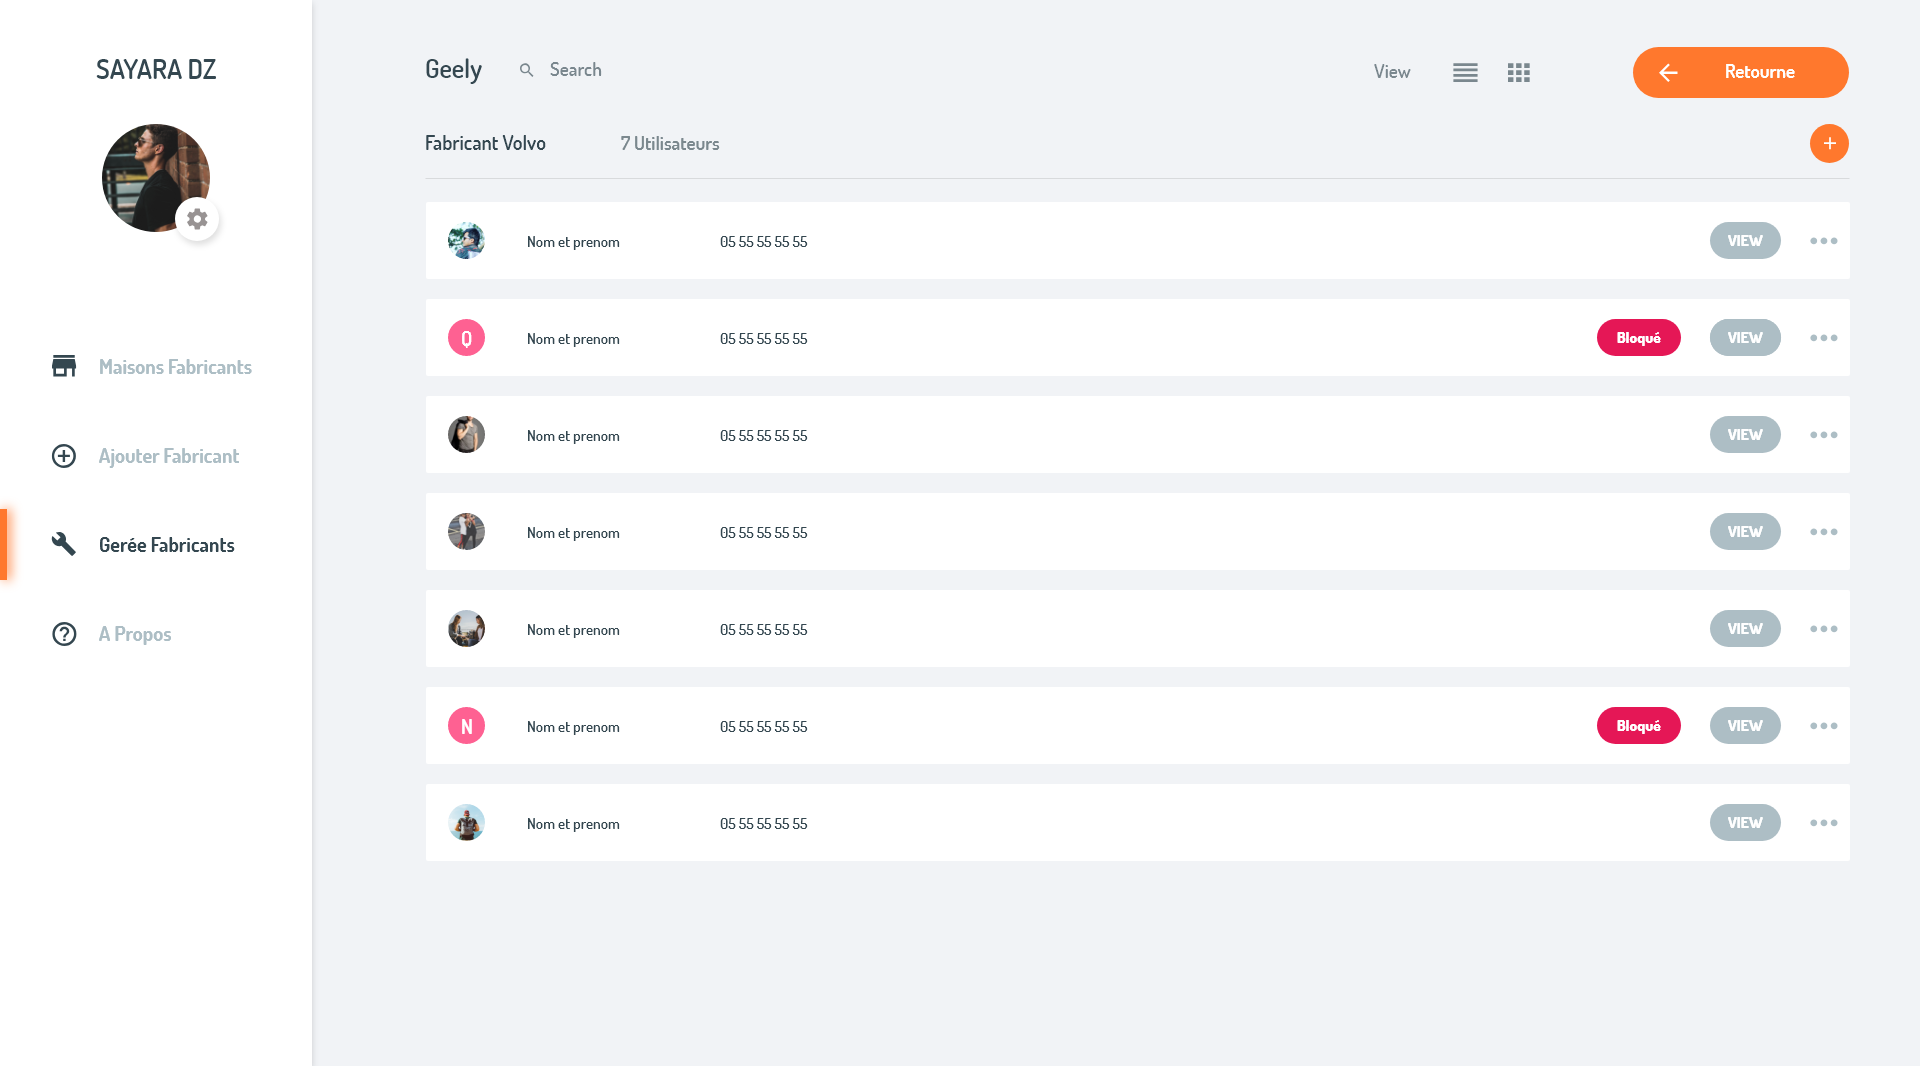 SAYARA DZ
Maisons Fabricants
Ajouter Fabricant
Gerée Fabricants
A Propos
Geely
Search
View
Retourne
Fabricant Volvo
7 Utilisateurs
Nom et prenom 05 55 55 55 55 VIEW
Q Nom et prenom 05 55 55 55 55 Bloqué VIEW
Nom et prenom 05 55 55 55 55 VIEW
Nom et prenom 05 55 55 55 55 VIEW
Nom et prenom 05 55 55 55 55 VIEW
N Nom et prenom 05 55 55 55 55 Bloqué VIEW
Nom et prenom 05 55 55 55 55 VIEW